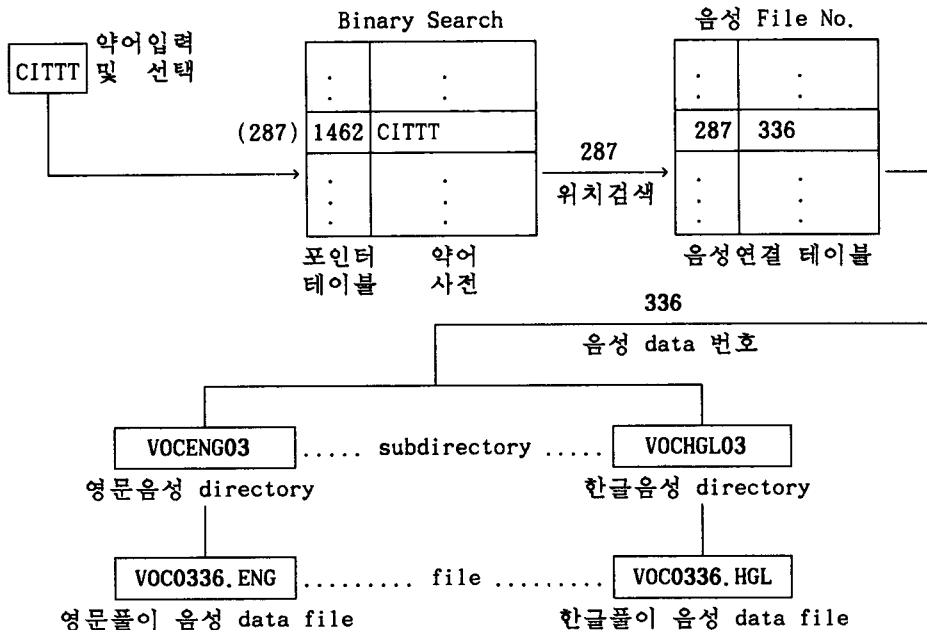 Binary Search
음성 File No.
약어입력
CITTT 및 선택
(287) 1462 CITTT
287 336
287
위치검색
포인터 약어
테이블 사전
음성연결 테이블
336
음성 data 번호
VOCENG03 ..... subdirectory ..... VOCHGL03
영문음성 directory 한글음성 directory
VOC0336.ENG ......... file ......... VOC0336.HGL
영문풀이 음성 data file 한글풀이 음성 data file